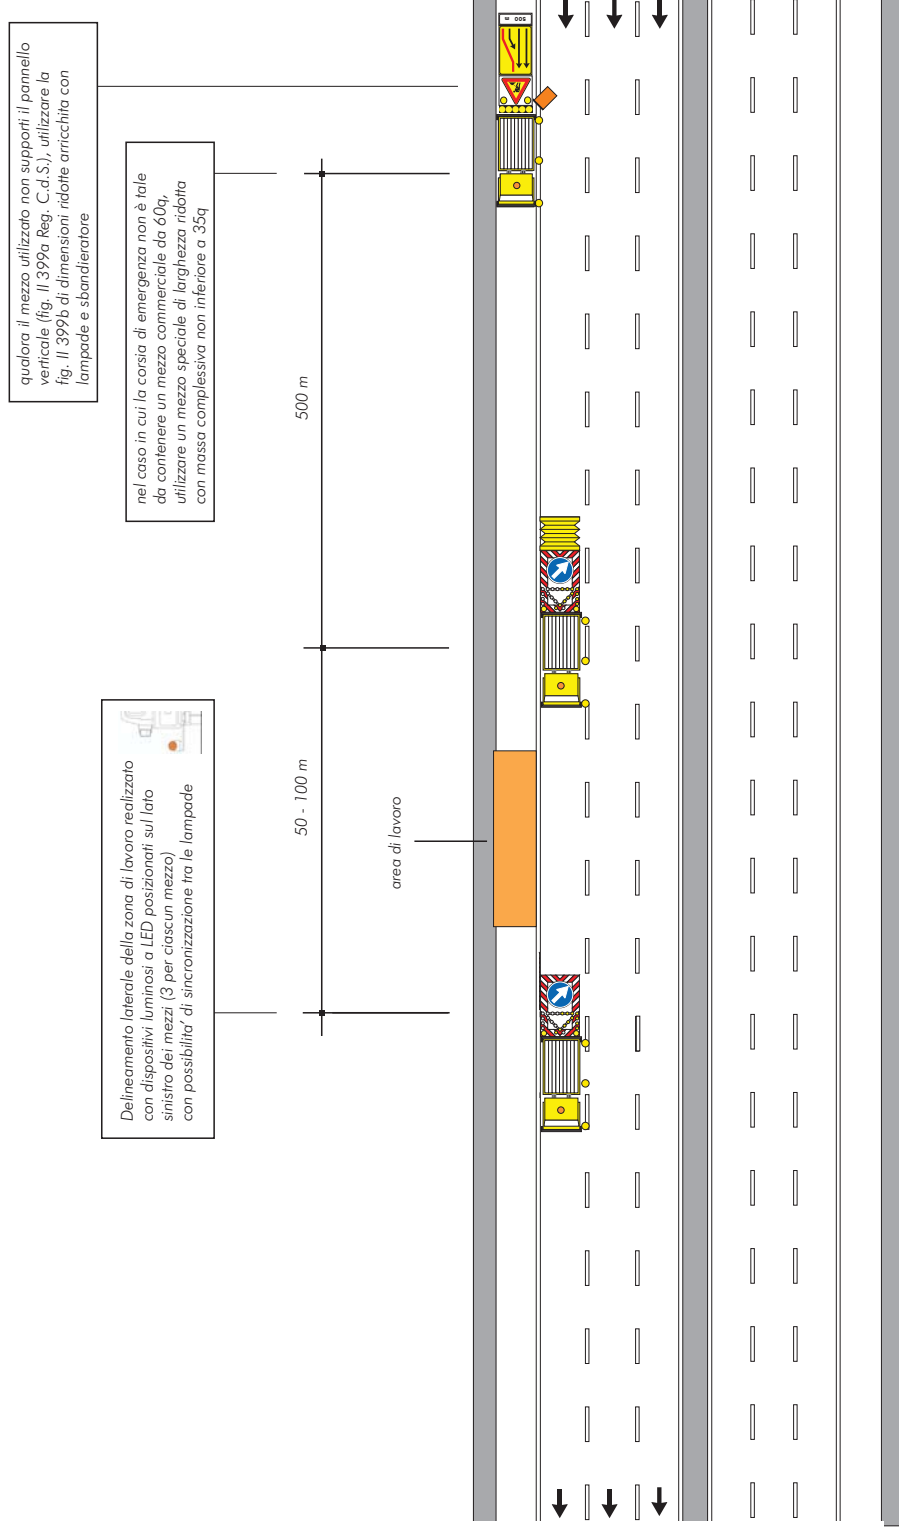 qualora il mezzo utilizzato non supporti il pannello
verticale (fig. II 399a Reg. C.d.S.), utilizzare la
fig. II 399b di dimensioni ridotte arricchita con
lampade e sbandieratore
nel caso in cui la corsia di emergenza non è tale
da contenere un mezzo commerciale da 60q,
utilizzare un mezzo speciale di larghezza ridotta
con massa complessiva non inferiore a 35q
Delineamento laterale della zona di lavoro realizzato
con dispositivi luminosi a LED posizionati sul lato
sinistro dei mezzi (3 per ciascun mezzo)
con possibilita' di sincronizzazione tra le lampade
500 m
50 - 100 m
area di lavoro
500 m